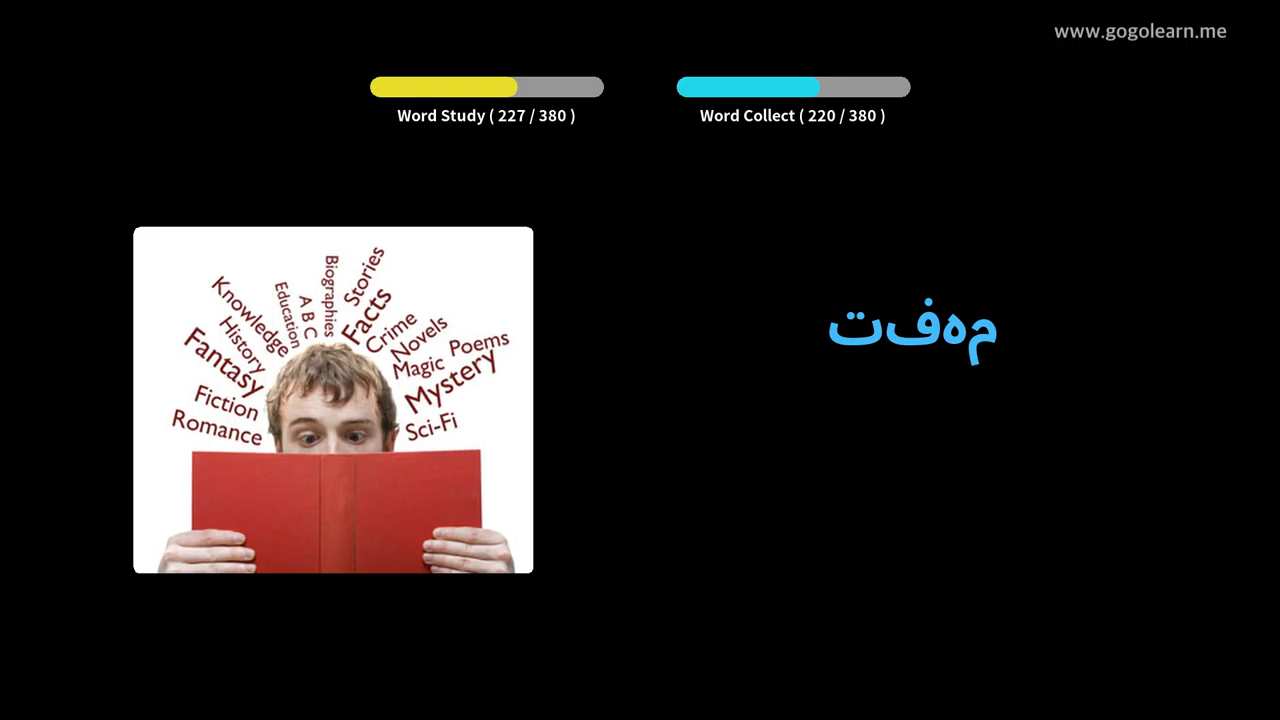 www.gogolearn.me
Word Study ( 227 / 380 )
Word Collect ( 220 / 380 )
Knowledge
Education
A B C
Biographies
Stories
Facts
Crime
Novels
Poems
Magic
Mystery
Sci-Fi
History
Fantasy
Fiction
Romance
مهفت